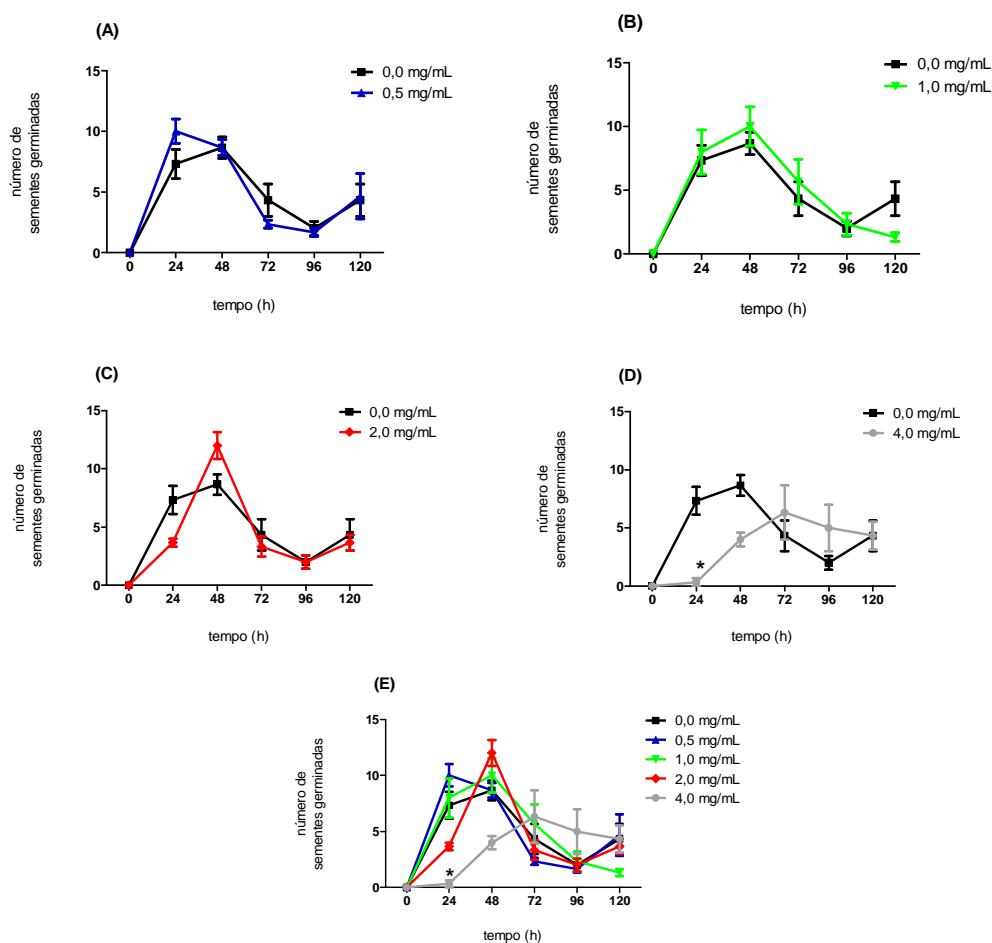 (A)
15
10
5
0
número de
sementes germinadas
0,0 mg/mL
0,5 mg/mL
0 24 48 72 96 120
tempo (h)
(B)
15
10
5
0
número de
sementes germinadas
0,0 mg/mL
1,0 mg/mL
0 24 48 72 96 120
tempo (h)
(C)
15
10
5
0
número de
sementes germinadas
0,0 mg/mL
2,0 mg/mL
0 24 48 72 96 120
tempo (h)
(D)
15
10
5
0
número de
sementes germinadas
0,0 mg/mL
4,0 mg/mL
*
0 24 48 72 96 120
tempo (h)
(E)
15
10
5
0
número de
sementes germinadas
0,0 mg/mL
0,5 mg/mL
1,0 mg/mL
2,0 mg/mL
4,0 mg/mL
*
0 24 48 72 96 120
tempo (h)